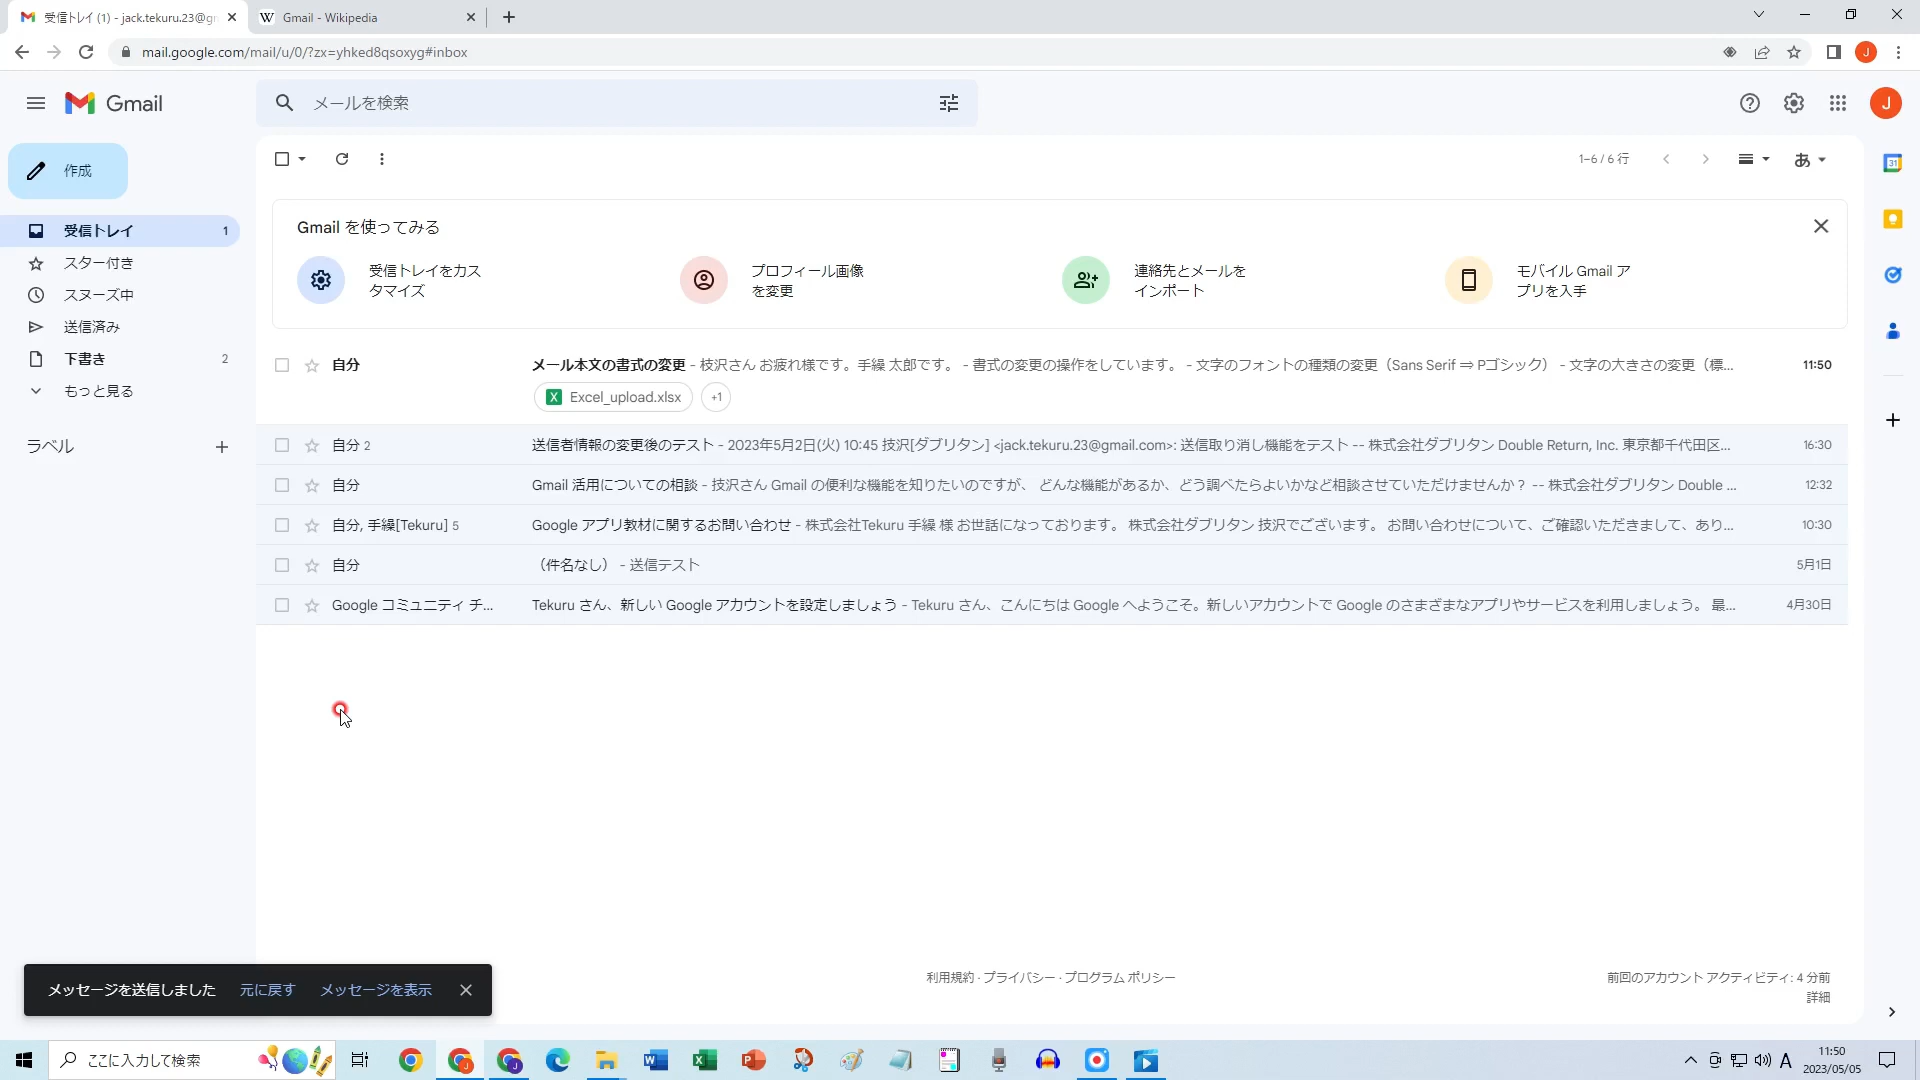 受信トレイ (1) - jack.tekuru.23@gm
Gmail - Wikipedia
mail.google.com/mail/u/0/?zx=yhked8qsoxyg#inbox
J
Gmail
メールを検索
J
作成
1–6 / 6 行
あ
31
受信トレイ
1
スター付き
スヌーズ中
送信済み
下書き
2
もっと見る
ラベル
Gmail を使ってみる
受信トレイをカス
タマイズ
プロフィール画像
を変更
連絡先とメールを
インポート
モバイル Gmail ア
プリを入手
自分
メール本文の書式の変更 - 枝沢さん お疲れ様です。手繰 太郎です。 - 書式の変更の操作をしています。 - 文字のフォントの種類の変更（Sans Serif ⇒ Pゴシック） - 文字の大きさの変更（標...
11:50
X
Excel_upload.xlsx
+1
自分 2
送信者情報の変更後のテスト - 2023年5月2日(火) 10:45 技沢[ダブリタン] <jack.tekuru.23@gmail.com>: 送信取り消し機能をテスト -- 株式会社ダブリタン Double Return, Inc. 東京都千代田区...
16:30
自分
Gmail 活用についての相談 - 技沢さん Gmail の便利な機能を知りたいのですが、 どんな機能があるか、どう調べたらよいかなど相談させていただけませんか？ -- 株式会社ダブリタン Double ...
12:32
自分, 手繰[Tekuru] 5
Google アプリ教材に関するお問い合わせ - 株式会社Tekuru 手繰 様 お世話になっております。 株式会社ダブリタン 技沢でございます。 お問い合わせについて、ご確認いただきまして、あり...
10:30
自分
（件名なし） - 送信テスト
5月1日
Google コミュニティ チ...
Tekuru さん、新しい Google アカウントを設定しましょう - Tekuru さん、こんにちは Google へようこそ。新しいアカウントで Google のさまざまなアプリやサービスを利用しましょう。 最...
4月30日
利用規約 · プライバシー · プログラム ポリシー
前回のアカウント アクティビティ: 4 分前
詳細
メッセージを送信しました
元に戻す
メッセージを表示
ここに入力して検索
A
11:50
2023/05/05